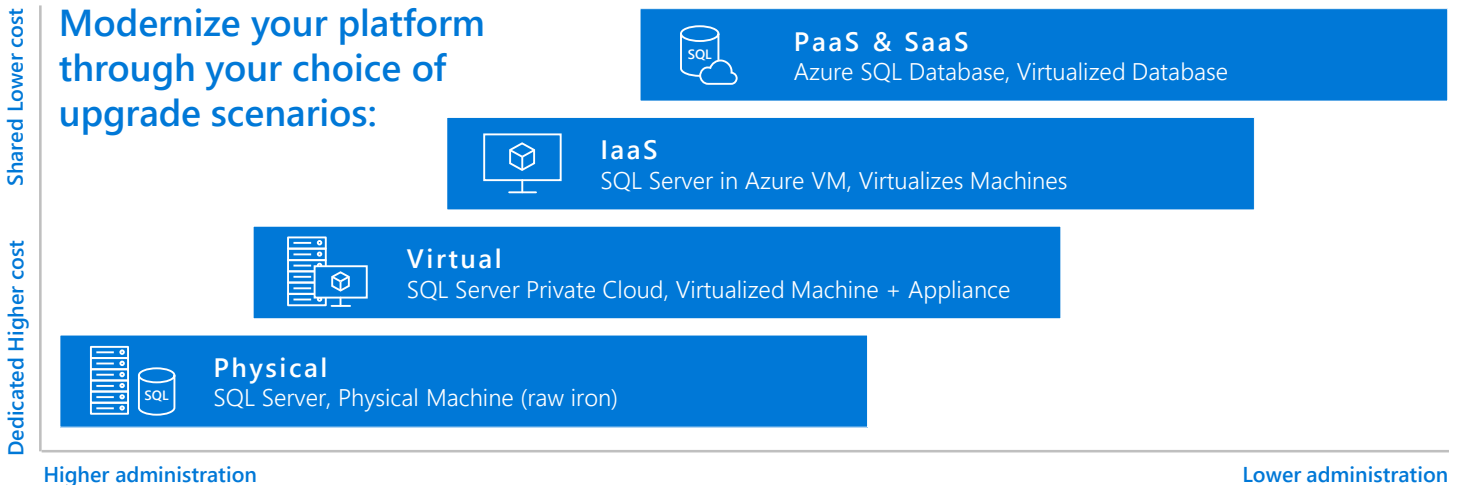 Modernize your platform
through your choice of
upgrade scenarios:
Shared Lower cost
Dedicated Higher cost
SQL
PaaS & SaaS
Azure SQL Database, Virtualized Database
IaaS
SQL Server in Azure VM, Virtualizes Machines
Virtual
SQL Server Private Cloud, Virtualized Machine + Appliance
SQL
Physical
SQL Server, Physical Machine (raw iron)
Higher administration
Lower administration